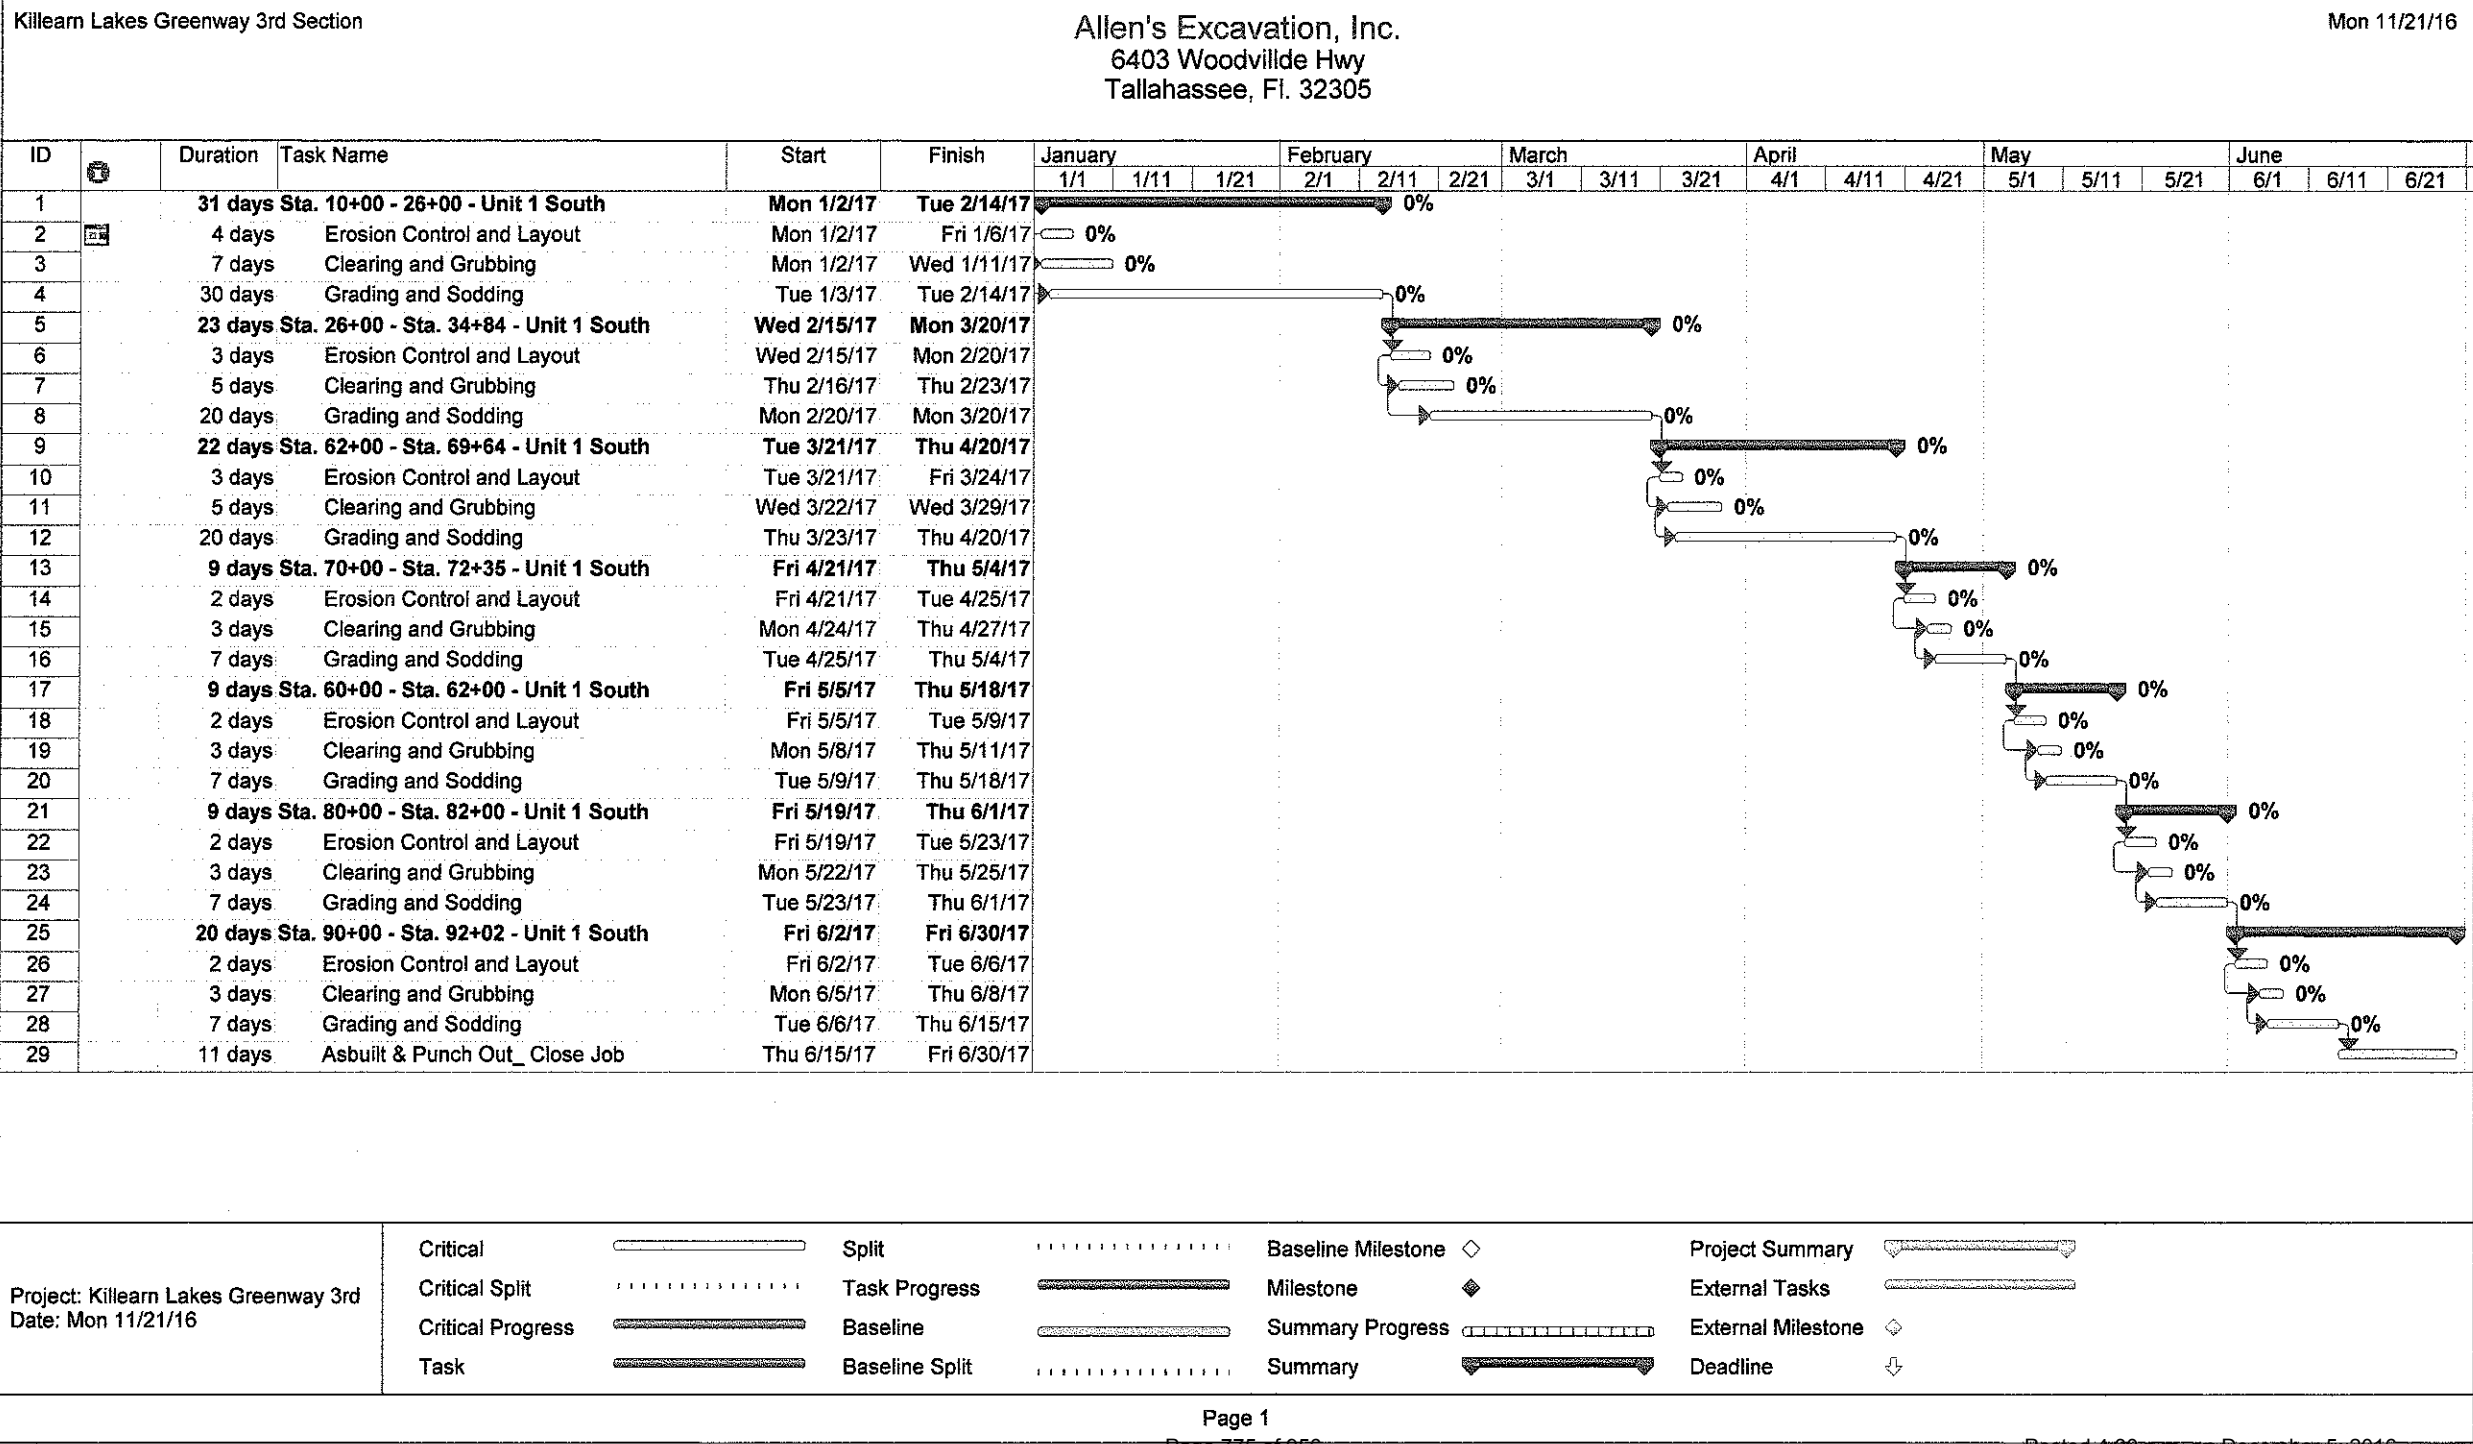 Killearn Lakes Greenway 3rd Section
Allen's Excavation, Inc.
Mon 11/21/16
6403 Woodvillde Hwy
Tallahassee, Fl. 32305
ID Duration Task Name Start Finish January February March April May June
1/1 1/11 1/21 2/1 2/11 2/21 3/1 3/11 3/21 4/1 4/11 4/21 5/1 5/11 5/21 6/1 6/11 6/21
1 31 days Sta. 10+00 - 26+00 - Unit 1 South Mon 1/2/17 Tue 2/14/17 0%
2 4 days Erosion Control and Layout Mon 1/2/17 Fri 1/6/17 0%
3 7 days Clearing and Grubbing Mon 1/2/17 Wed 1/11/17 0%
4 30 days Grading and Sodding Tue 1/3/17 Tue 2/14/17 0%
5 23 days Sta. 26+00 - Sta. 34+84 - Unit 1 South Wed 2/15/17 Mon 3/20/17 0%
6 3 days Erosion Control and Layout Wed 2/15/17 Mon 2/20/17 0%
7 5 days Clearing and Grubbing Thu 2/16/17 Thu 2/23/17 0%
8 20 days Grading and Sodding Mon 2/20/17 Mon 3/20/17 0%
9 22 days Sta. 62+00 - Sta. 69+64 - Unit 1 South Tue 3/21/17 Thu 4/20/17 0%
10 3 days Erosion Control and Layout Tue 3/21/17 Fri 3/24/17 0%
11 5 days Clearing and Grubbing Wed 3/22/17 Wed 3/29/17 0%
12 20 days Grading and Sodding Thu 3/23/17 Thu 4/20/17 0%
13 9 days Sta. 70+00 - Sta. 72+35 - Unit 1 South Fri 4/21/17 Thu 5/4/17 0%
14 2 days Erosion Control and Layout Fri 4/21/17 Tue 4/25/17 0%
15 3 days Clearing and Grubbing Mon 4/24/17 Thu 4/27/17 0%
16 7 days Grading and Sodding Tue 4/25/17 Thu 5/4/17 0%
17 9 days Sta. 60+00 - Sta. 62+00 - Unit 1 South Fri 5/5/17 Thu 5/18/17 0%
18 2 days Erosion Control and Layout Fri 5/5/17 Tue 5/9/17 0%
19 3 days Clearing and Grubbing Mon 5/8/17 Thu 5/11/17 0%
20 7 days Grading and Sodding Tue 5/9/17 Thu 5/18/17 0%
21 9 days Sta. 80+00 - Sta. 82+00 - Unit 1 South Fri 5/19/17 Thu 6/1/17 0%
22 2 days Erosion Control and Layout Fri 5/19/17 Tue 5/23/17 0%
23 3 days Clearing and Grubbing Mon 5/22/17 Thu 5/25/17 0%
24 7 days Grading and Sodding Tue 5/23/17 Thu 6/1/17 0%
25 20 days Sta. 90+00 - Sta. 92+02 - Unit 1 South Fri 6/2/17 Fri 6/30/17
26 2 days Erosion Control and Layout Fri 6/2/17 Tue 6/6/17 0%
27 3 days Clearing and Grubbing Mon 6/5/17 Thu 6/8/17 0%
28 7 days Grading and Sodding Tue 6/6/17 Thu 6/15/17 0%
29 11 days Asbuilt & Punch Out_ Close Job Thu 6/15/17 Fri 6/30/17
Project: Killearn Lakes Greenway 3rd
Date: Mon 11/21/16
Critical Split Baseline Milestone Project Summary
Critical Split Task Progress Milestone External Tasks
Critical Progress Baseline Summary Progress External Milestone
Task Baseline Split Summary Deadline
Page 1